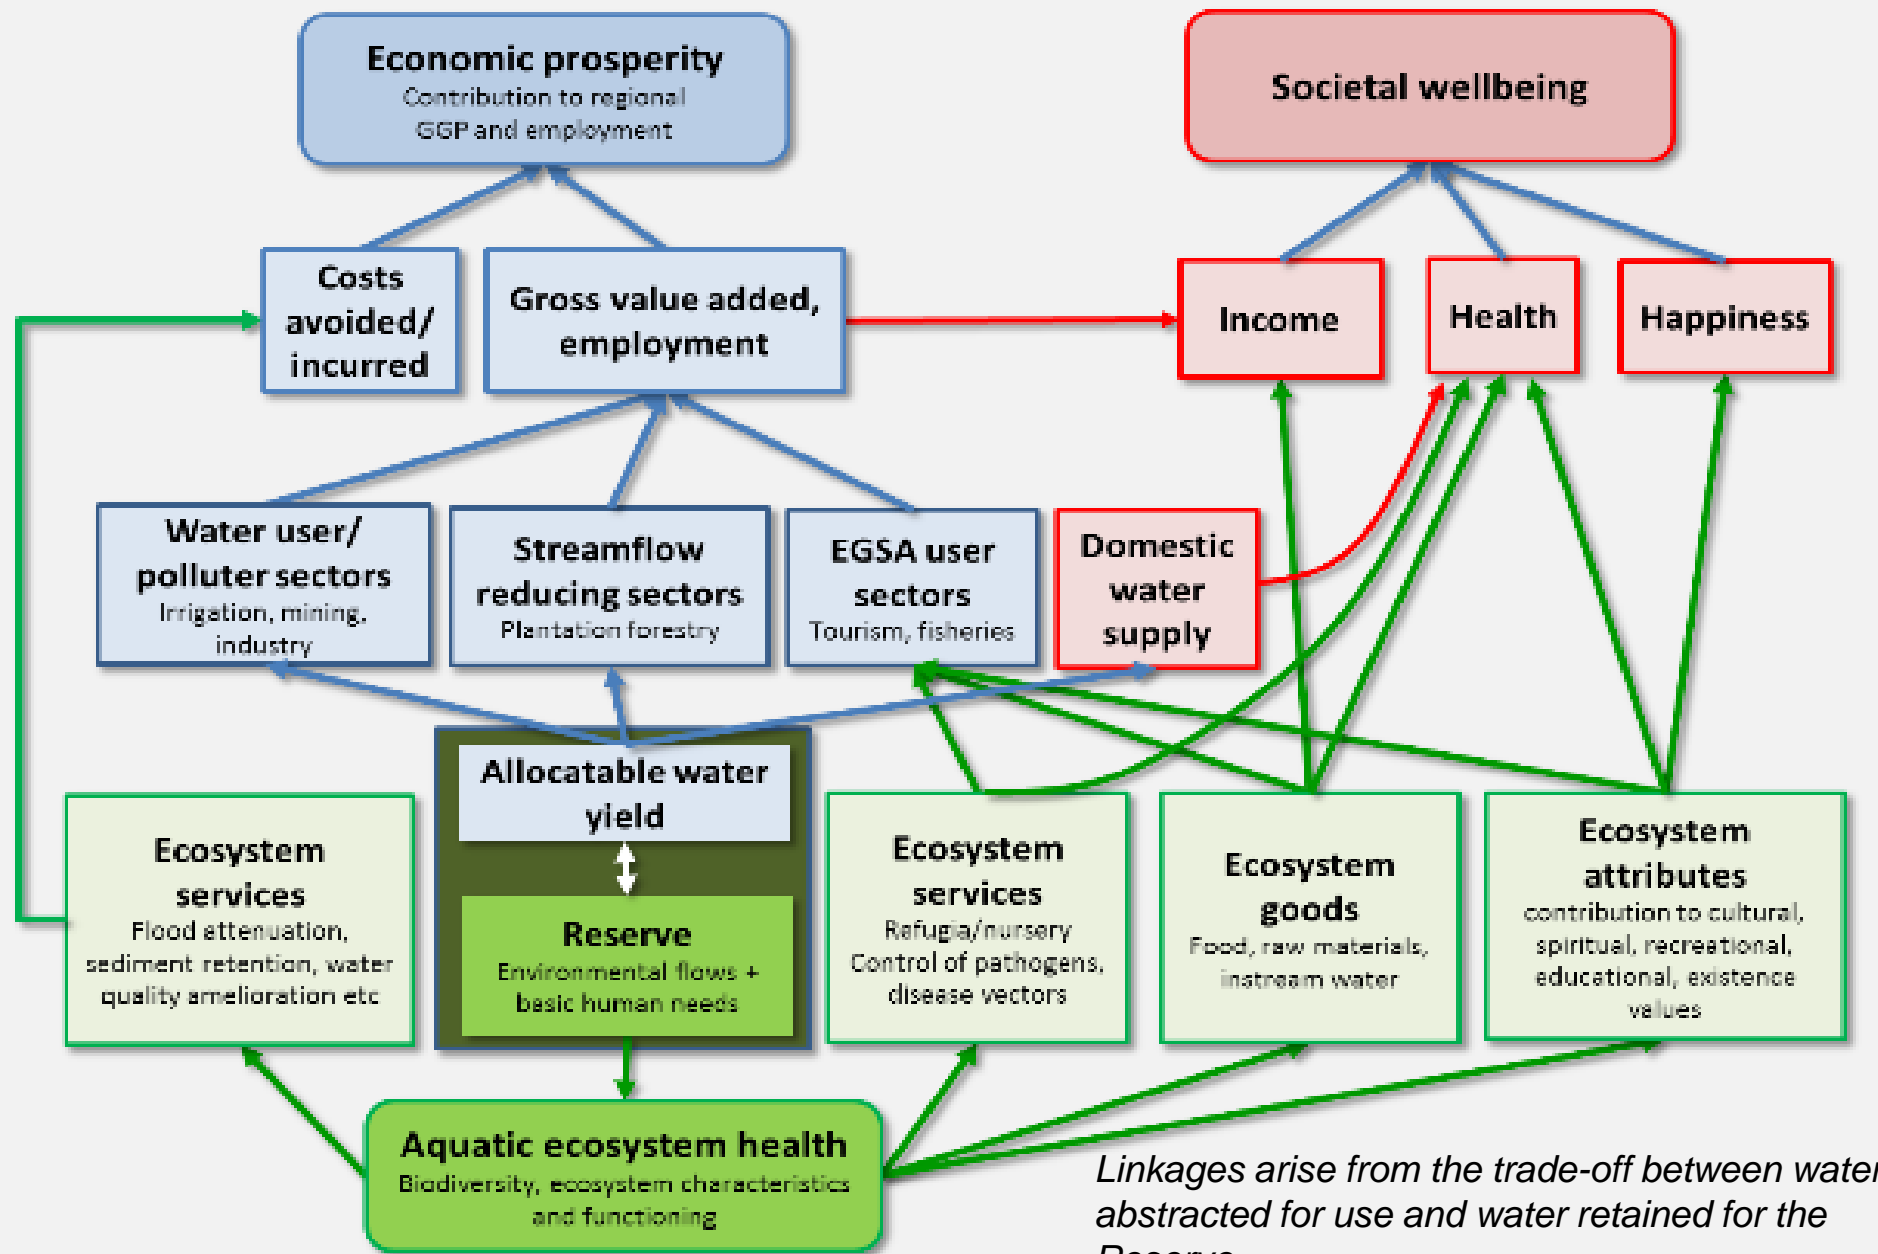 Economic prosperity
Contribution to regional
GGP and employment
Societal wellbeing
Costs
avoided/
incurred
Gross value added,
employment
Income
Health
Happiness
Water user/
polluter sectors
Irrigation, mining,
industry
Streamflow
reducing sectors
Plantation forestry
EGSA user
sectors
Tourism, fisheries
Domestic
water
supply
Allocatable water
yield
Ecosystem
services
Flood attenuation,
sediment retention, water
quality amelioration etc
Reserve
Environmental flows +
basic human needs
Ecosystem
services
Refugia/nursery
Control of pathogens,
disease vectors
Ecosystem
goods
Food, raw materials,
instream water
Ecosystem
attributes
contribution to cultural,
spiritual, recreational,
educational, existence
values
Aquatic ecosystem health
Biodiversity, ecosystem characteristics
and functioning
Linkages arise from the trade-off between water
abstracted for use and water retained for the
Reserve